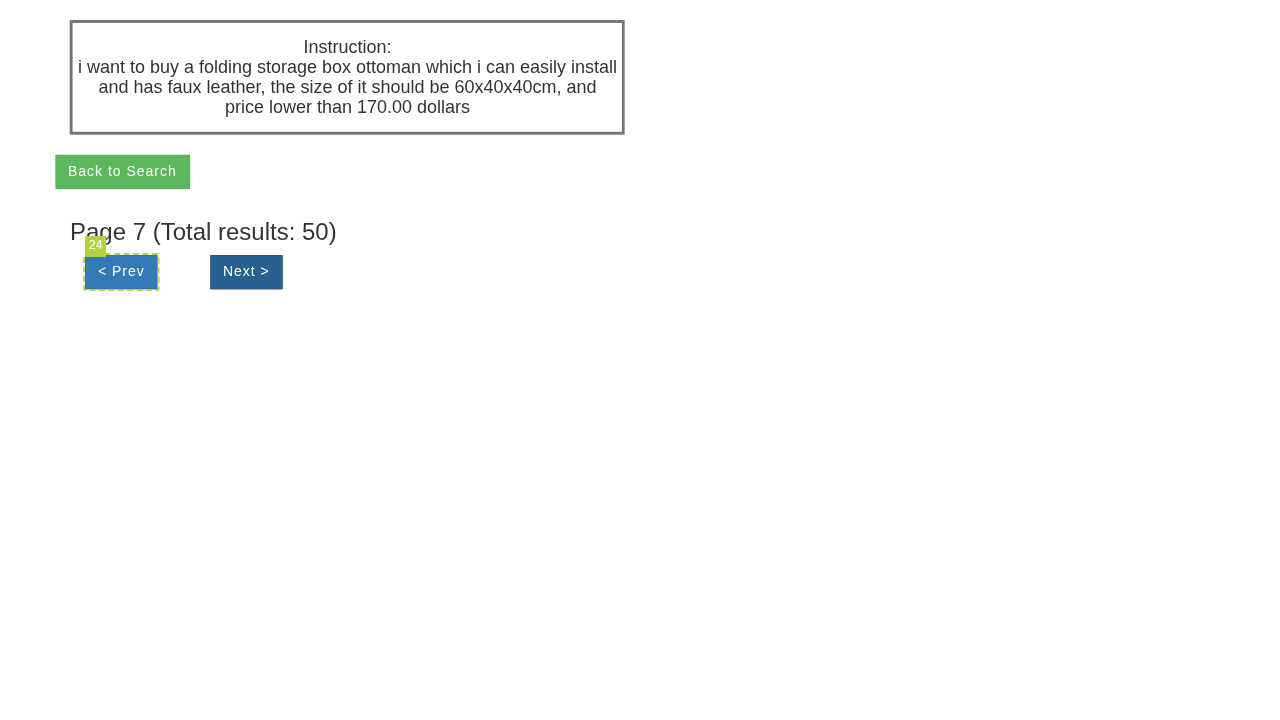 Instruction:
i want to buy a folding storage box ottoman which i can easily install
and has faux leather, the size of it should be 60x40x40cm, and
price lower than 170.00 dollars
Back to Search
Page 7 (Total results: 50)
24
< Prev
Next >